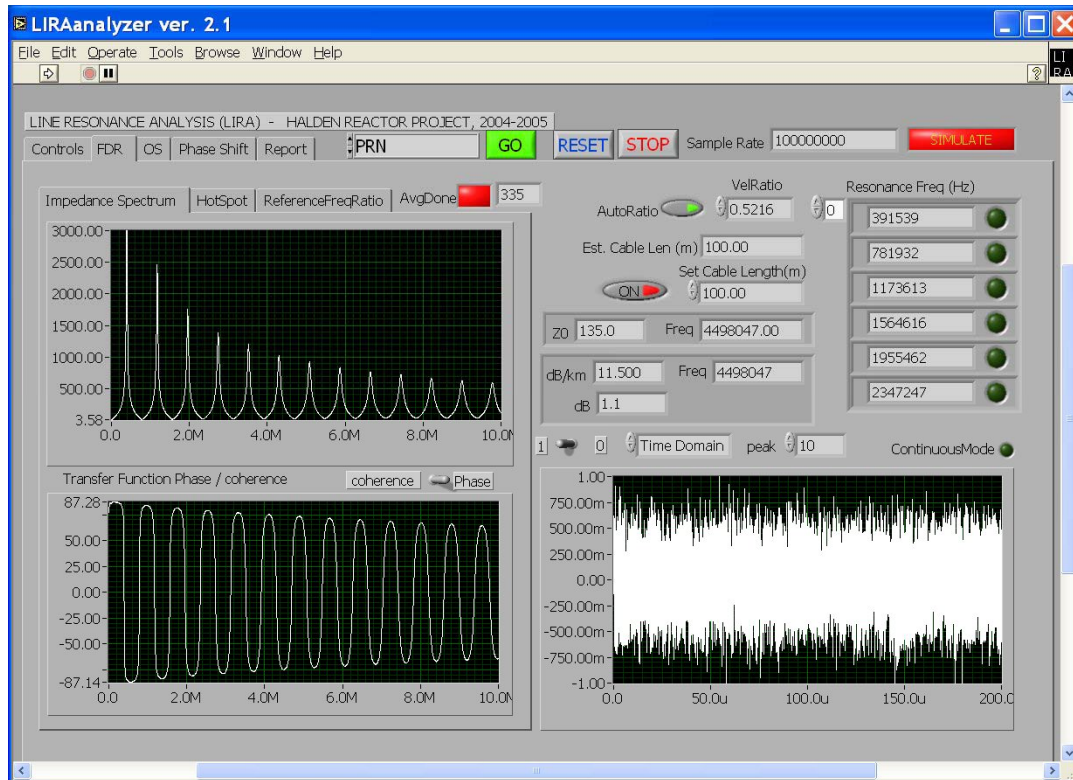 LIRAanalyzer ver. 2.1
File Edit Operate Tools Browse Window Help
LI
RA
?
LINE RESONANCE ANALYSIS (LIRA) - HALDEN REACTOR PROJECT, 2004-2005
Controls FDR OS Phase Shift Report PRN GO RESET STOP Sample Rate 100000000 SIMULATE
Impedance Spectrum HotSpot ReferenceFreqRatio AvgDone 335
3000.00
2500.00
2000.00
1500.00
1000.00
500.00
3.58
0.0 2.0M 4.0M 6.0M 8.0M 10.0
Transfer Function Phase / coherence coherence Phase
87.28
50.00
25.00
0.00
-25.00
-50.00
-87.14
0.0 2.0M 4.0M 6.0M 8.0M 10.0
AutoRatio VelRatio 0.5216 0
Est. Cable Len (m) 100.00
Set Cable Length(m)
ON 100.00
Z0 135.0 Freq 4498047.00
dB/km 11.500 Freq 4498047
dB 1.1
Resonance Freq (Hz)
391539
781932
1173613
1564616
1955462
2347247
1 0 Time Domain peak 10 ContinuousMode
1.00
750.00m
500.00m
250.00m
0.00
-250.00m
-500.00m
-750.00m
-1.00
0.0 50.0u 100.0u 150.0u 200.0